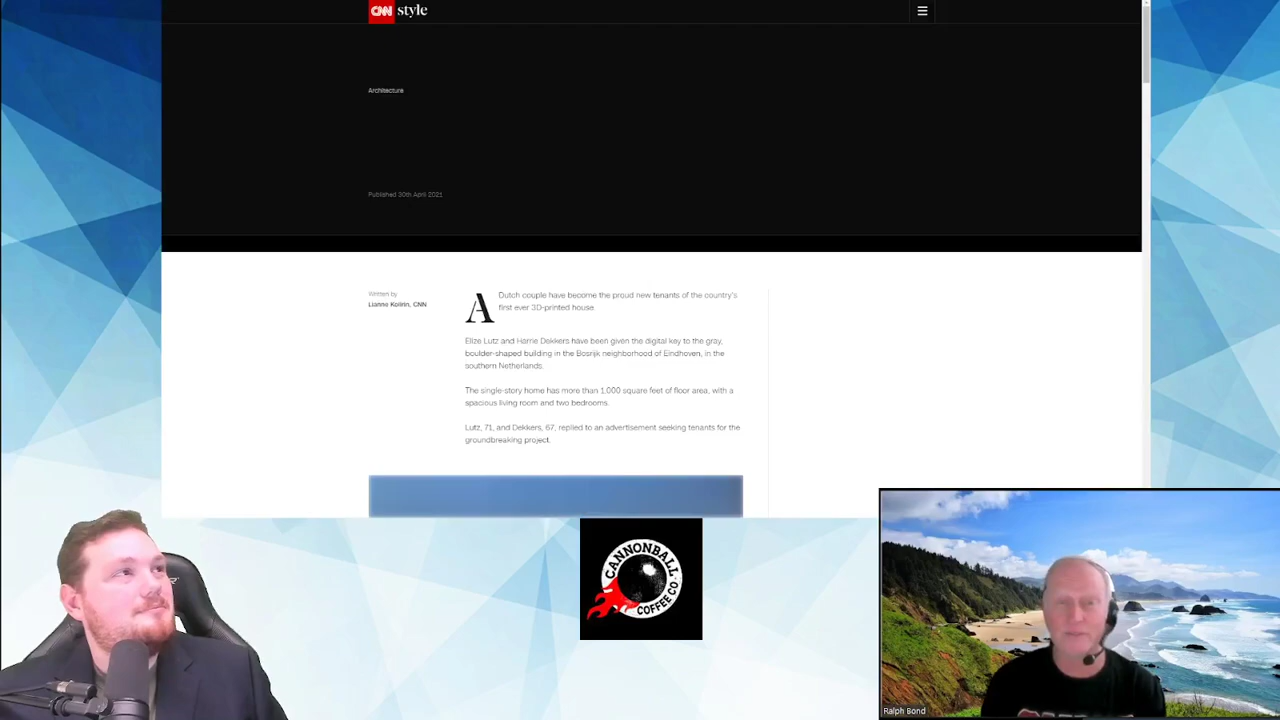 CNN style
Architecture
Published 30th April 2021
Written by
Lianne Kolirin, CNN
A Dutch couple have become the proud new tenants of the country's
first ever 3D-printed house
Elize Lutz and Harrie Dekkers have been given the digital key to the gray,
boulder-shaped building in the Bosrijk neighborhood of Eindhoven, in the
southern Netherlands.
The single-story home has more than 1,000 square feet of floor area, with a
spacious living room and two bedrooms.
Lutz, 71, and Dekkers, 67, replied to an advertisement seeking tenants for the
groundbreaking project.
CANNONBALL
COFFEE CO.
Ralph Bond